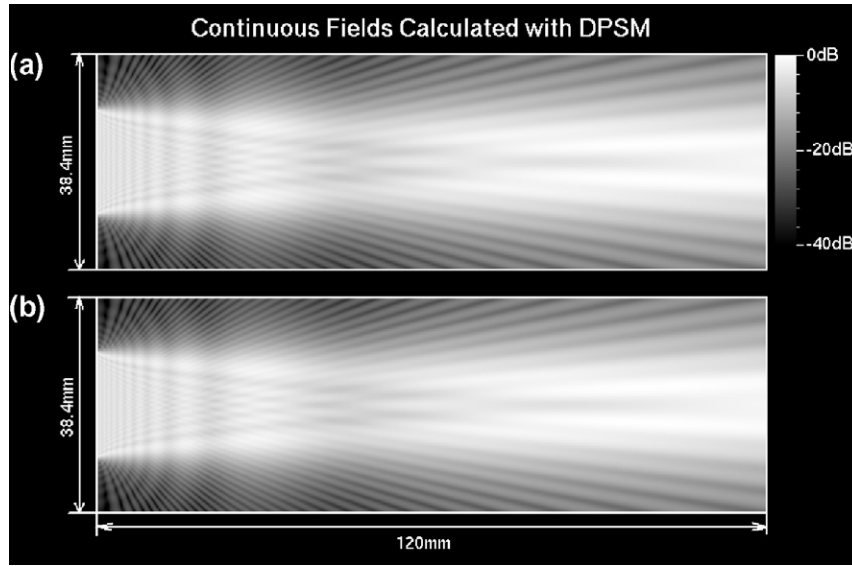 Continuous Fields Calculated with DPSM
(a)
38.4mm
0dB
-20dB
-40dB
(b)
38.4mm
120mm